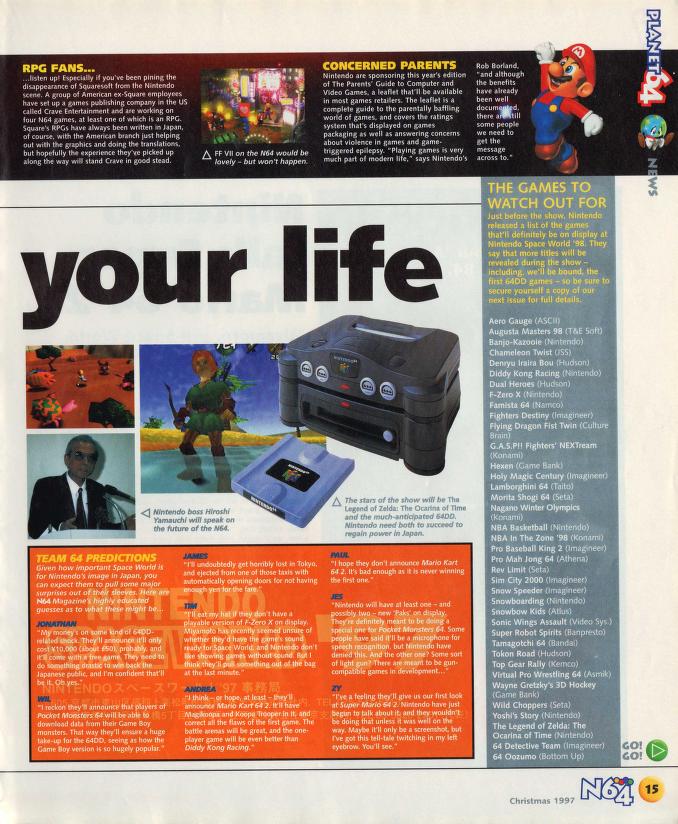 RPG FANS...
...listen up! Especially if you've been pining the
disappearance of Squaresoft from the Nintendo
scene. A group of American ex-Square employees
have set up a games publishing company in the US
called Crave Entertainment and are working on
four N64 games, at least one of which is an RPG.
Square's RPGs have always been written in Japan,
of course, with the American branch just helping
out with the graphics and doing the translations,
but hopefully the experience they've picked up
along the way will stand Crave in good stead.
FF VII on the N64 would be
lovely – but won't happen.
CONCERNED PARENTS
Nintendo are sponsoring this year's edition
of The Parents' Guide to Computer and
Video Games, a leaflet that'll be available
in most games retailers. The leaflet is a
complete guide to the parentally baffling
world of games, and covers the ratings
system that's displayed on games
packaging as well as answering concerns
about violence in games and game-
triggered epilepsy. "Playing games is very
much part of modern life," says Nintendo's
Rob Borland,
"and although
the benefits
have already
been well
documented,
there are still
some people
we need to
get the
message
across to."
PLANET 64
NEWS
your life
Nintendo boss Hiroshi
Yamauchi will speak on
the future of the N64.
The stars of the show will be The
Legend of Zelda: The Ocarina of Time
and the much-anticipated 64DD.
Nintendo need both to succeed to
regain power in Japan.
TEAM 64 PREDICTIONS
Given how important Space World is
for Nintendo's image in Japan, you
can expect them to pull some major
surprises out of their sleeves. Here are
N64 Magazine's highly educated
guesses as to what these might be...
JONATHAN
"My money's on some kind of 64DD-
related shock. They'll announce it'll only
cost ¥10,000 (about £50), probably, and
it'll come with a free game. They need to
do something drastic to win back the
Japanese public, and I'm confident that'll
be it. Oh yes."
WIL
"I reckon they'll announce that players of
Pocket Monsters 64 will be able to
download data from their Game Boy
monsters. That way they'll ensure a huge
take-up for the 64DD, seeing as how the
Game Boy version is so hugely popular."
JAMES
"I'll undoubtedly get horribly lost in Tokyo,
and ejected from one of those taxis with
automatically opening doors for not having
enough yen for the fare."
TIM
"I'll eat my hat if they don't have a
playable version of F-Zero X on display.
Miyamoto has recently seemed unsure of
whether they'd have the game's sound
ready for Space World, and Nintendo don't
like showing games without sound. But I
think they'll pull something out of the bag
at the last minute."
ANDREA
"I think – or hope, at least – they'll
announce Mario Kart 64 2. It'll have
Magikoopa and Koopa Trooper in it, and
correct all the flaws of the first game. The
battle arenas will be great, and the one-
player game will be even better than
Diddy Kong Racing."
PAUL
"I hope they don't announce Mario Kart
64 2. It's bad enough as it is never winning
the first one."
JES
"Nintendo will have at least one – and
possibly two – new 'Paks' on display.
They're definitely meant to be doing a
special one for Pocket Monsters 64. Some
people have said it'll be a microphone for
speech recognition, but Nintendo have
denied this. And the other one? Some sort
of light gun? There are meant to be gun-
compatible games in development..."
ZY
"I've a feeling they'll give us our first look
at Super Mario 64 2. Nintendo have just
begun to talk about it, and they wouldn't
be doing that unless it was well on the
way. Maybe it'll only be a screenshot, but
I've got this tell-tale twitching in my left
eyebrow. You'll see."
THE GAMES TO
WATCH OUT FOR
Just before the show, Nintendo
released a list of the games
that'll definitely be on display at
Nintendo Space World '98. They
say that more titles will be
revealed during the show –
including, we'll be bound, the
first 64DD games – so be sure to
secure yourself a copy of our
next issue for full details.
Aero Gauge (ASCII)
Augusta Masters 98 (T&E Soft)
Banjo-Kazooie (Nintendo)
Chameleon Twist (JSS)
Denryu Iraira Bou (Hudson)
Diddy Kong Racing (Nintendo)
Dual Heroes (Hudson)
F-Zero X (Nintendo)
Famista 64 (Namco)
Fighters Destiny (Imagineer)
Flying Dragon Fist Twin (Culture
Brain)
G.A.S.P!! Fighters' NEXTream
(Konami)
Hexen (Game Bank)
Holy Magic Century (Imagineer)
Lamborghini 64 (Taito)
Morita Shogi 64 (Seta)
Nagano Winter Olympics
(Konami)
NBA Basketball (Nintendo)
NBA In The Zone '98 (Konami)
Pro Baseball King 2 (Imagineer)
Pro Mah Jong 64 (Athena)
Rev Limit (Seta)
Sim City 2000 (Imagineer)
Snow Speeder (Imagineer)
Snowboarding (Nintendo)
Snowbow Kids (Atlus)
Sonic Wings Assault (Video Sys.)
Super Robot Spirits (Banpresto)
Tamagotchi 64 (Bandai)
Tokon Road (Hudson)
Top Gear Rally (Kemco)
Virtual Pro Wrestling 64 (Asmik)
Wayne Gretzky's 3D Hockey
(Game Bank)
Wild Choppers (Seta)
Yoshi's Story (Nintendo)
The Legend of Zelda: The
Ocarina of Time (Nintendo)
64 Detective Team (Imagineer)
64 Oozumo (Bottom Up)
GO!
GO!
Christmas 1997
N64
15